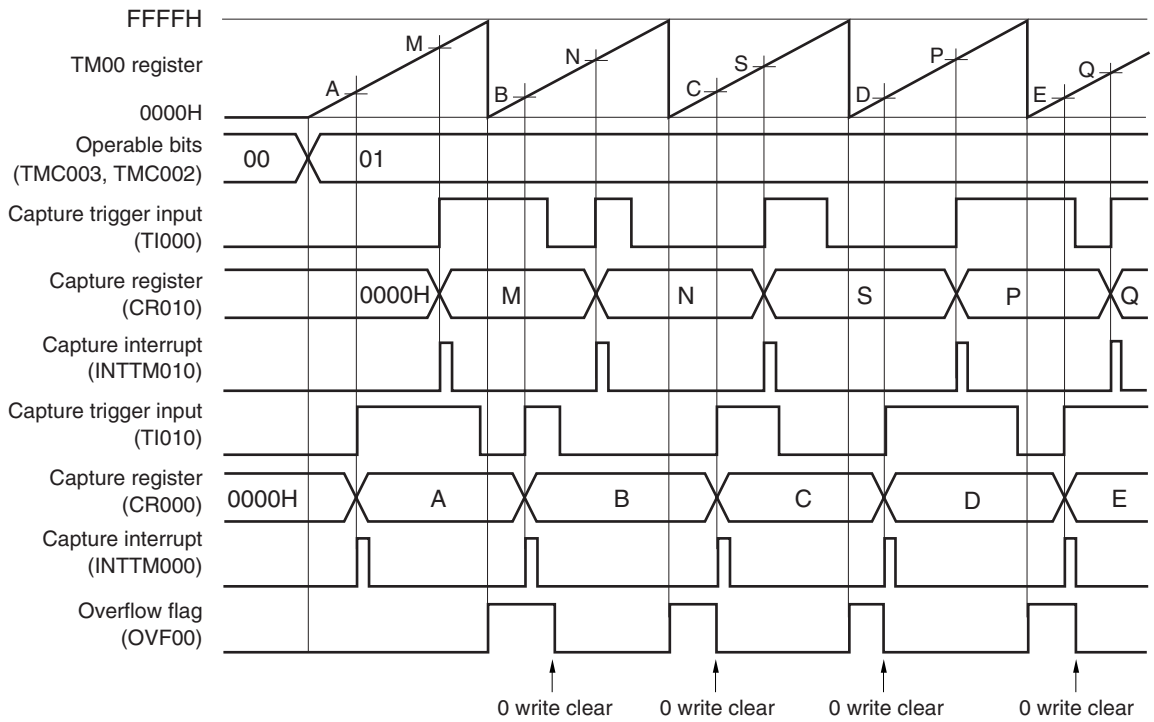 FFFFH
TM00 register
0000H
A M B N C S D P E Q
Operable bits
(TMC003, TMC002)
00 01
Capture trigger input
(TI000)
Capture register
(CR010)
0000H M N S P Q
Capture interrupt
(INTTM010)
Capture trigger input
(TI010)
Capture register
(CR000)
0000H A B C D E
Capture interrupt
(INTTM000)
Overflow flag
(OVF00)
0 write clear 0 write clear 0 write clear 0 write clear